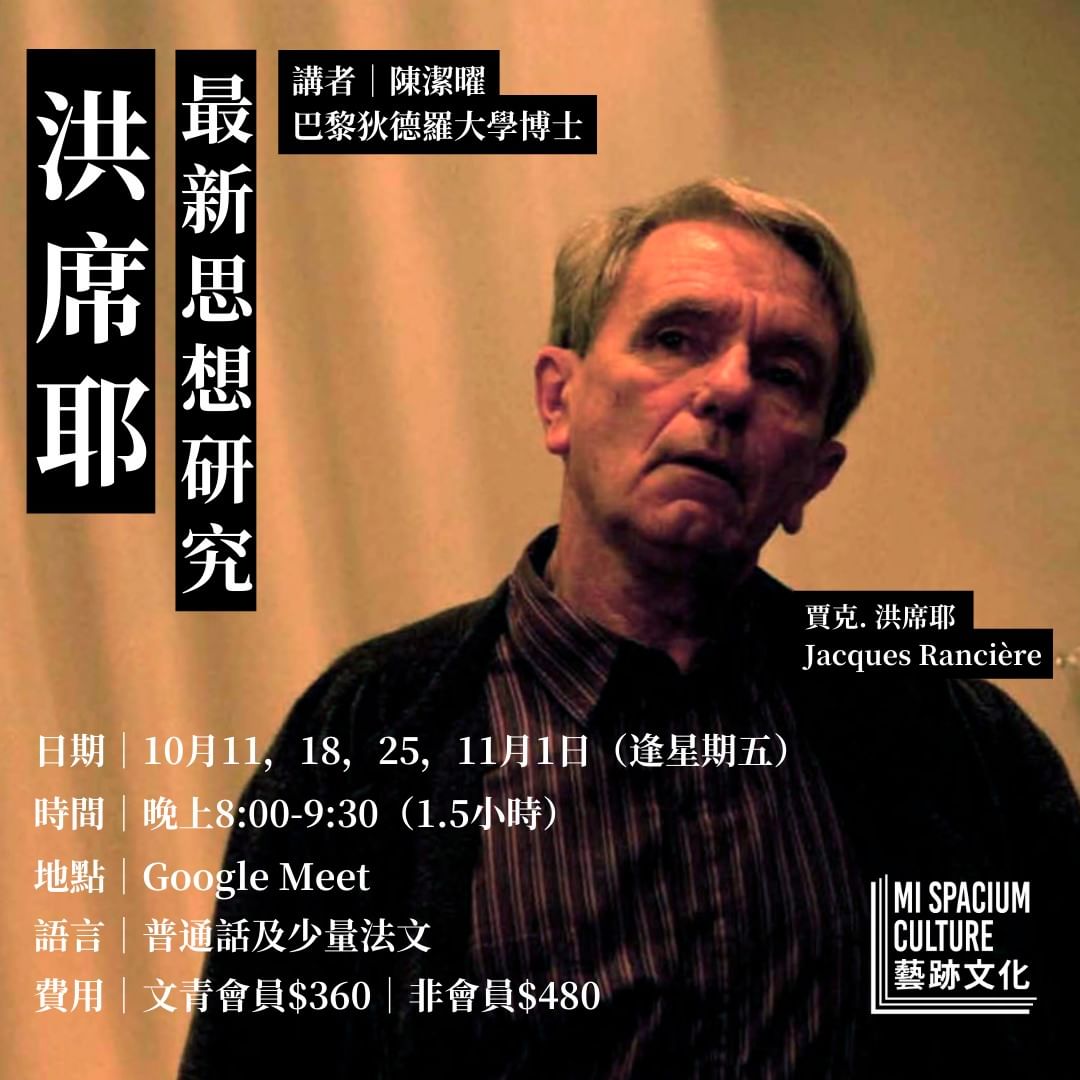 洪席耶
最新思想研究
講者｜陳潔曜
巴黎狄德羅大學博士
賈克. 洪席耶
Jacques Rancière
日期｜10月11，18，25，11月1日（逢星期五）
時間｜晚上8:00-9:30（1.5小時）
地點｜Google Meet
語言｜普通話及少量法文
費用｜文青會員$360｜非會員$480
MI SPACIUM
CULTURE
藝跡文化